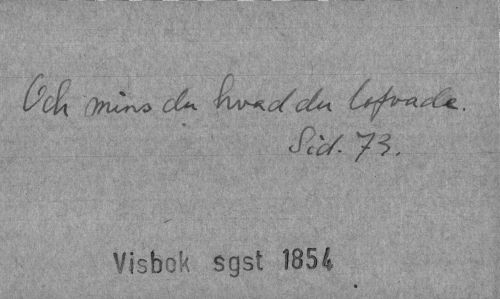 Och mins du hvad du lofvade.
Sid. 73.
Visbok sgst 1854